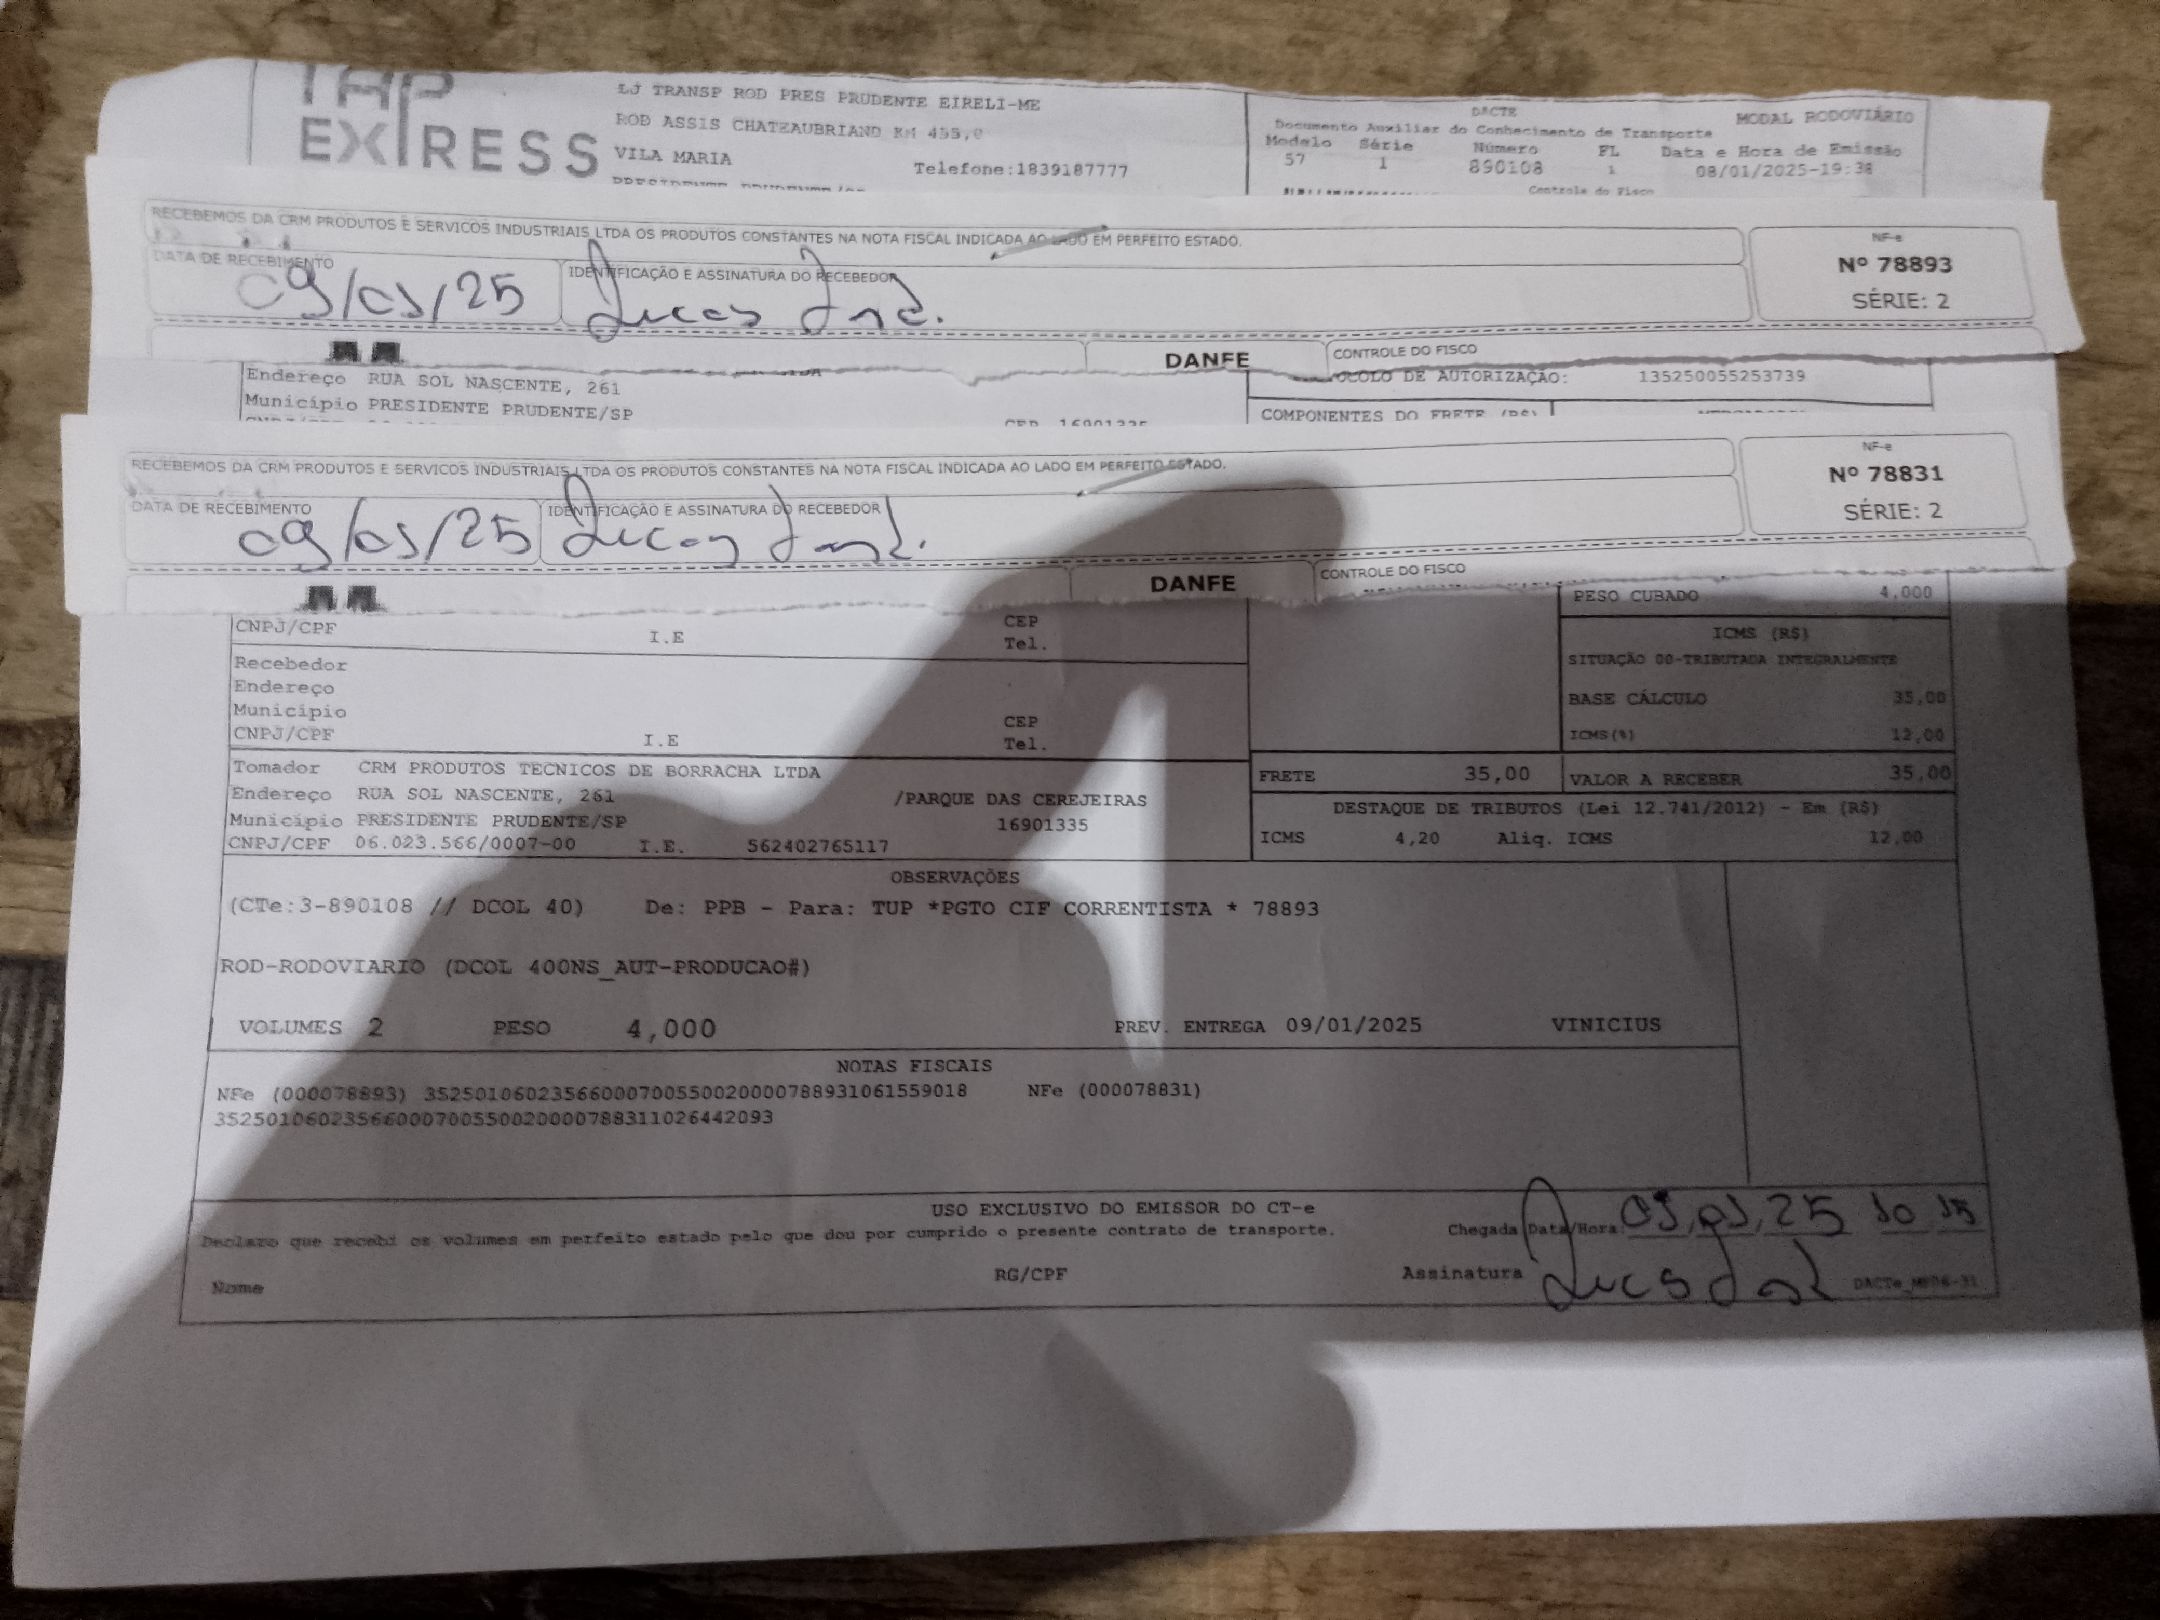 TAP
EXPRESS
LJ TRANSP ROD PRES PRUDENTE EIRELI-ME
ROD ASSIS CHATEAUBRIAND KM 455,0
VILA MARIA
Telefone:1839187777
DACTE
MODAL RODOVIÁRIO
Documento Auxiliar do Conhecimento de Transporte
Modelo Série Número FL Data e Hora de Emissão
57 1 890108 1 08/01/2025-19:38
Controle do Fisco
RECEBEMOS DA CRM PRODUTOS E SERVICOS INDUSTRIAIS LTDA OS PRODUTOS CONSTANTES NA NOTA FISCAL INDICADA AO LADO EM PERFEITO ESTADO.
NF-e
Nº 78893
SÉRIE: 2
DATA DE RECEBIMENTO
IDENTIFICAÇÃO E ASSINATURA DO RECEBEDOR
09/01/25 Lucas
DANFE
CONTROLE DO FISCO
Endereço RUA SOL NASCENTE, 261
Município PRESIDENTE PRUDENTE/SP
DE AUTORIZAÇÃO: 135250055253739
COMPONENTES DO FRETE (R$)
CEP 16901335
RECEBEMOS DA CRM PRODUTOS E SERVICOS INDUSTRIAIS LTDA OS PRODUTOS CONSTANTES NA NOTA FISCAL INDICADA AO LADO EM PERFEITO ESTADO.
NF-e
Nº 78831
SÉRIE: 2
DATA DE RECEBIMENTO
IDENTIFICAÇÃO E ASSINATURA DO RECEBEDOR
09/01/25 Lucas
DANFE
CONTROLE DO FISCO
PESO CUBADO 4,000
CNPJ/CPF I.E CEP
Tel.
Recebedor
Endereço
Município
CNPJ/CPF I.E CEP
Tel.
ICMS (R$)
SITUAÇÃO 00-TRIBUTADA INTEGRALMENTE
BASE CÁLCULO 35,00
ICMS(%) 12,00
Tomador CRM PRODUTOS TECNICOS DE BORRACHA LTDA
Endereço RUA SOL NASCENTE, 261 /PARQUE DAS CEREJEIRAS
Município PRESIDENTE PRUDENTE/SP 16901335
CNPJ/CPF 06.023.566/0007-00 I.E. 562402765117
FRETE 35,00 VALOR A RECEBER 35,00
DESTAQUE DE TRIBUTOS (Lei 12.741/2012) - Em (R$)
ICMS 4,20 Aliq. ICMS 12,00
OBSERVAÇÕES
(CTe:3-890108 // DCOL 40) De: PPB - Para: TUP *PGTO CIF CORRENTISTA * 78893
ROD-RODOVIARIO (DCOL 400NS_AUT-PRODUCAO#)
VOLUMES 2 PESO 4,000 PREV. ENTREGA 09/01/2025 VINICIUS
NOTAS FISCAIS
NFe (000078893) 35250106023566000700550020000788931061559018 NFe (000078831)
35250106023566000700550020000788311026442093
USO EXCLUSIVO DO EMISSOR DO CT-e
Declaro que recebi os volumes em perfeito estado pelo que dou por cumprido o presente contrato de transporte.
Chegada Data/Hora: 09/01/25 10 15
Nome RG/CPF Assinatura Lucas